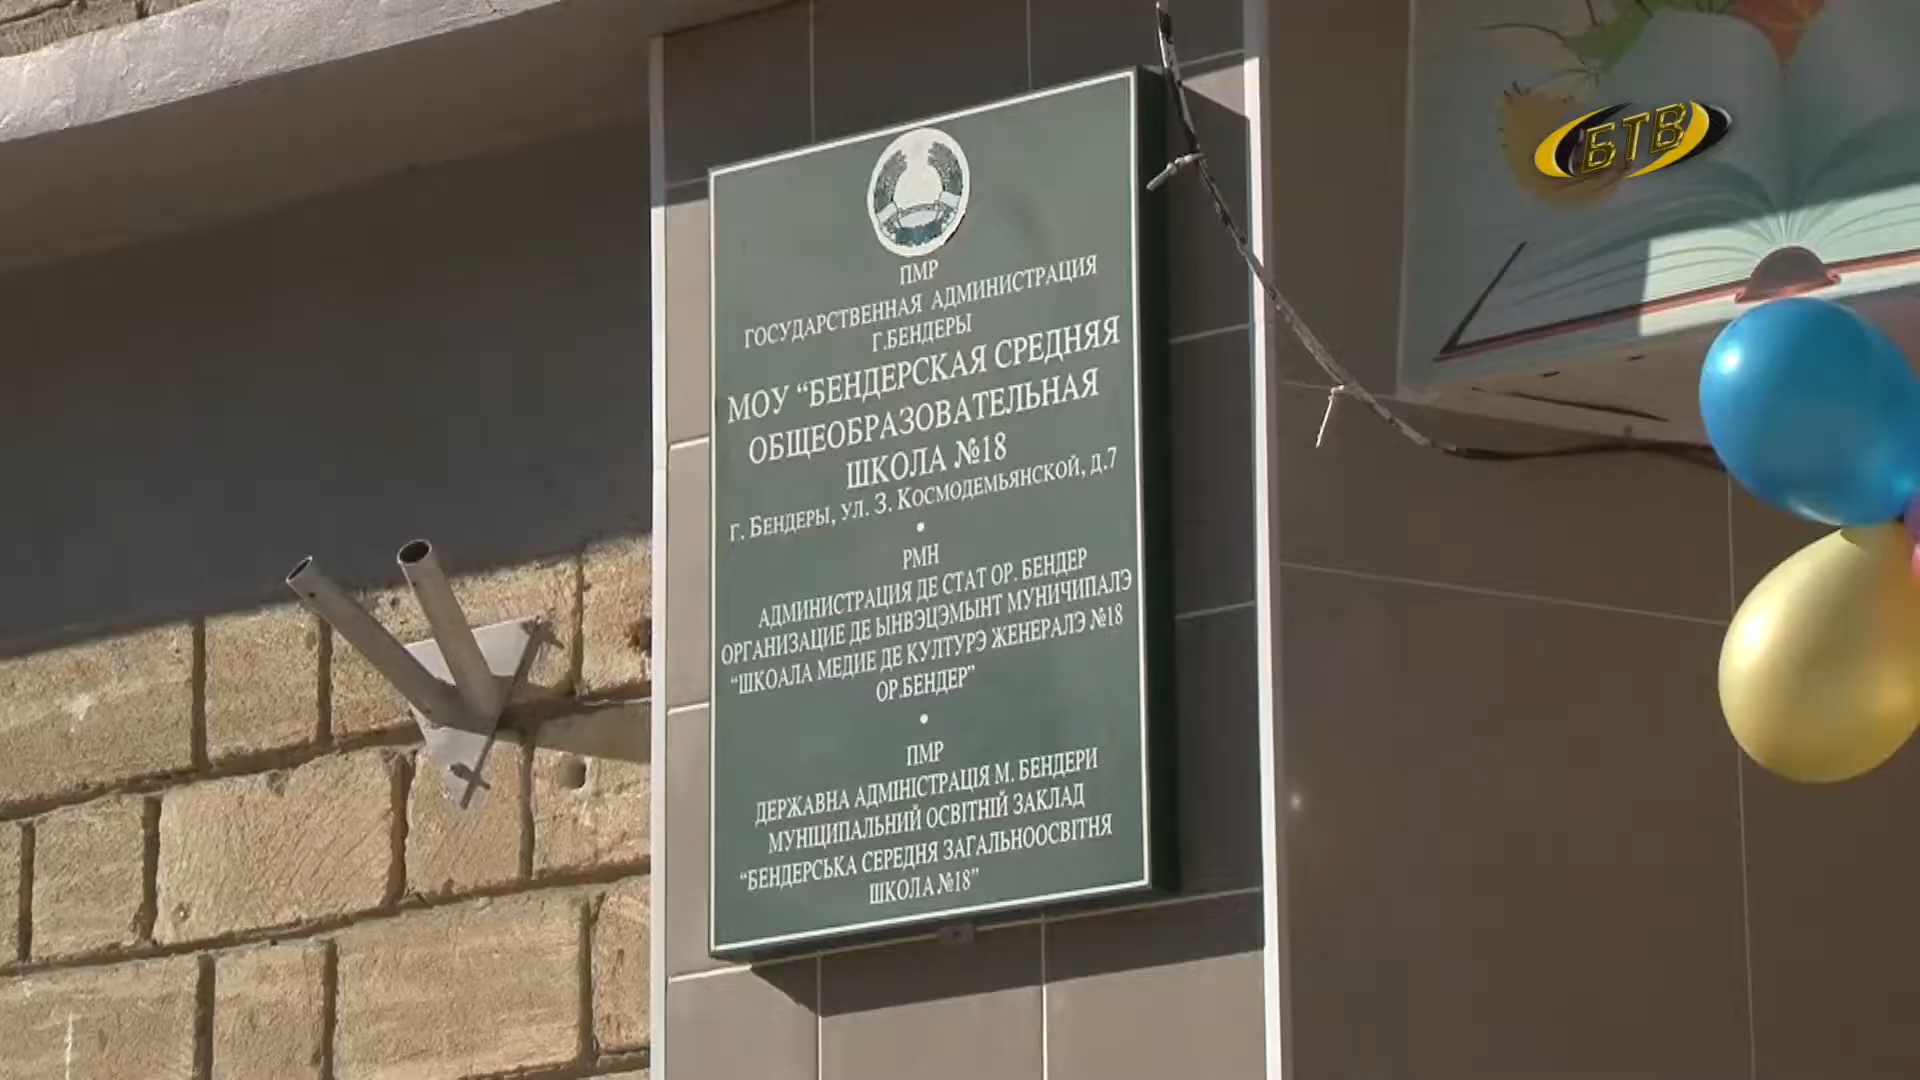 БТВ
ПМР
ГОСУДАРСТВЕННАЯ АДМИНИСТРАЦИЯ
Г.БЕНДЕРЫ
МОУ “БЕНДЕРСКАЯ СРЕДНЯЯ
ОБЩЕОБРАЗОВАТЕЛЬНАЯ
ШКОЛА №18
Г. БЕНДЕРЫ, УЛ. З. КОСМОДЕМЬЯНСКОЙ, Д.7
РМН
АДМИНИСТРАЦИЯ ДЕ СТАТ ОР. БЕНДЕР
ОРГАНИЗАЦИЕ ДЕ ЫНВЭЦЭМЫНТ МУНИЧИПАЛЭ
“ШКОАЛА МЕДИЕ ДЕ КУЛТУРЭ ЖЕНЕРАЛЭ №18
ОР.БЕНДЕР”
ПМР
ДЕРЖАВНА АДМІНІСТРАЦІЯ М. БЕНДЕРИ
МУНІЦІПАЛЬНИЙ ОСВІТНІЙ ЗАКЛАД
“БЕНДЕРСЬКА СЕРЕДНЯ ЗАГАЛЬНООСВІТНЯ
ШКОЛА №18”